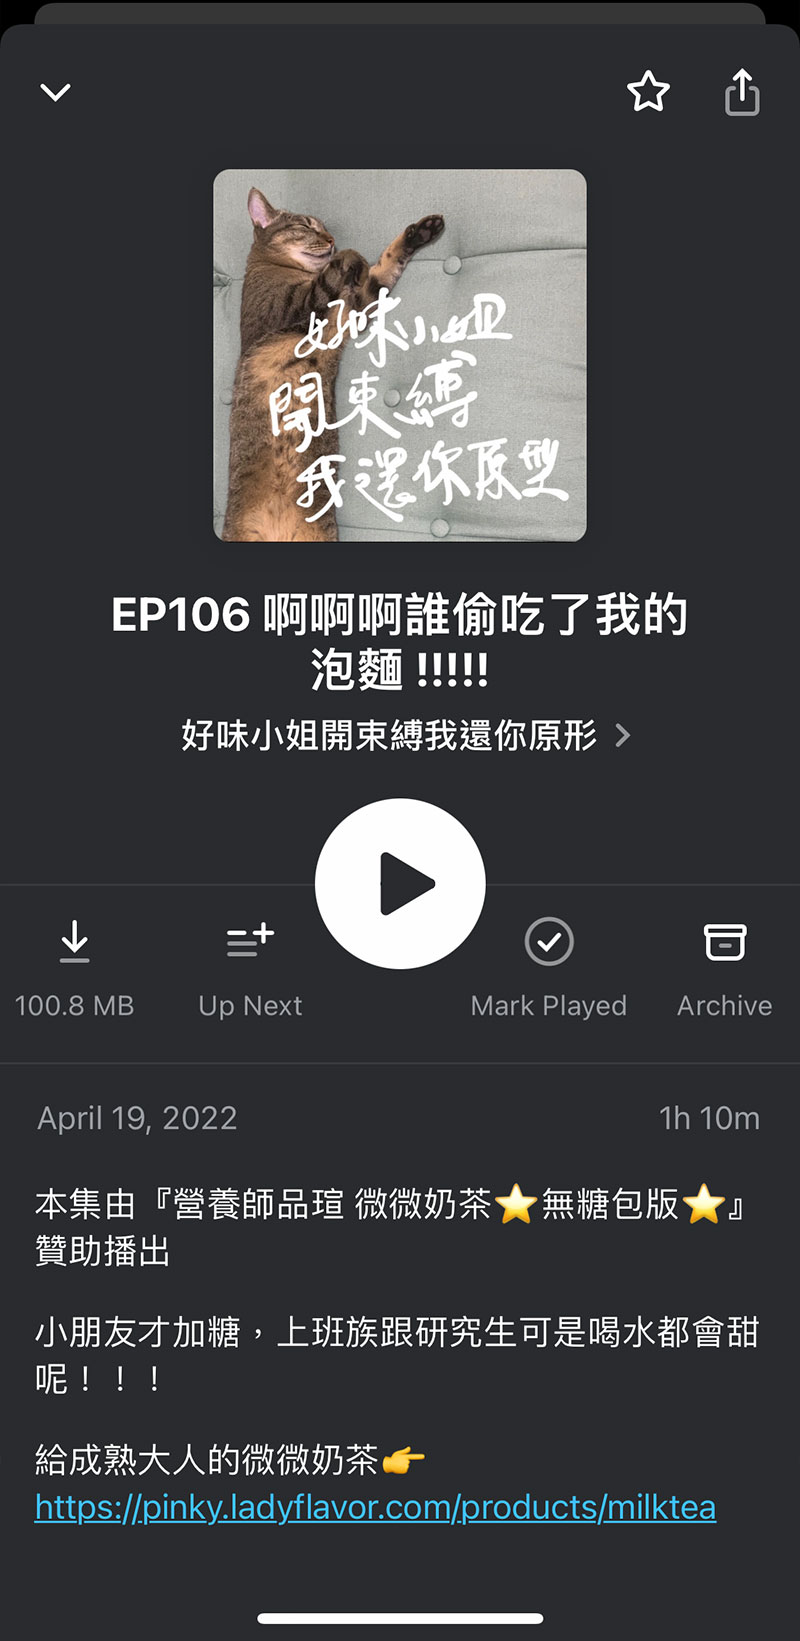 好味小姐
開束縛
我還你原型
EP106 啊啊啊誰偷吃了我的
泡麵 !!!!!
好味小姐開束縛我還你原形
100.8 MB
Up Next
Mark Played
Archive
April 19, 2022
1h 10m
本集由『營養師品瑄 微微奶茶⭐無糖包版⭐』
贊助播出
小朋友才加糖，上班族跟研究生可是喝水都會甜
呢！！！
給成熟大人的微微奶茶👉
https://pinky.ladyflavor.com/products/milktea